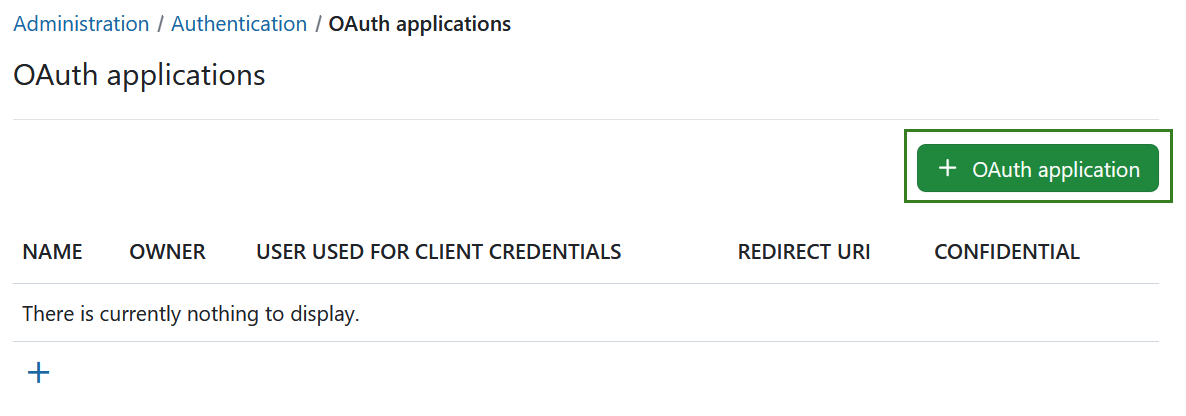 Administration / Authentication / OAuth applications
OAuth applications
+ OAuth application
NAME OWNER USER USED FOR CLIENT CREDENTIALS REDIRECT URI CONFIDENTIAL
There is currently nothing to display.
+